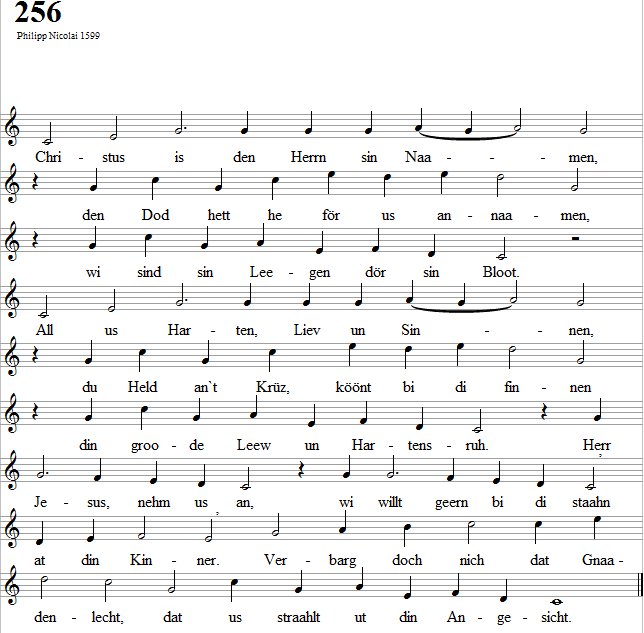 256
Philipp Nicolai 1599
Chri - stus is den Herrn sin Naa - - - men,
den Dod hett he för us an - naa - men,
wi sind sin Lee - gen dör sin Bloot.
All us Har - ten, Liev un Sin - - - nen,
du Held an`t Krüz, köönt bi di fin - nen
din groo - de Leew un Har - tens - ruh. Herr
Je - sus, nehm us an, wi willt geern bi di staahn
at din Kin - ner. Ver - barg doch nich dat Gnaa -
den - lecht, dat us straahlt ut din An - ge - sicht.